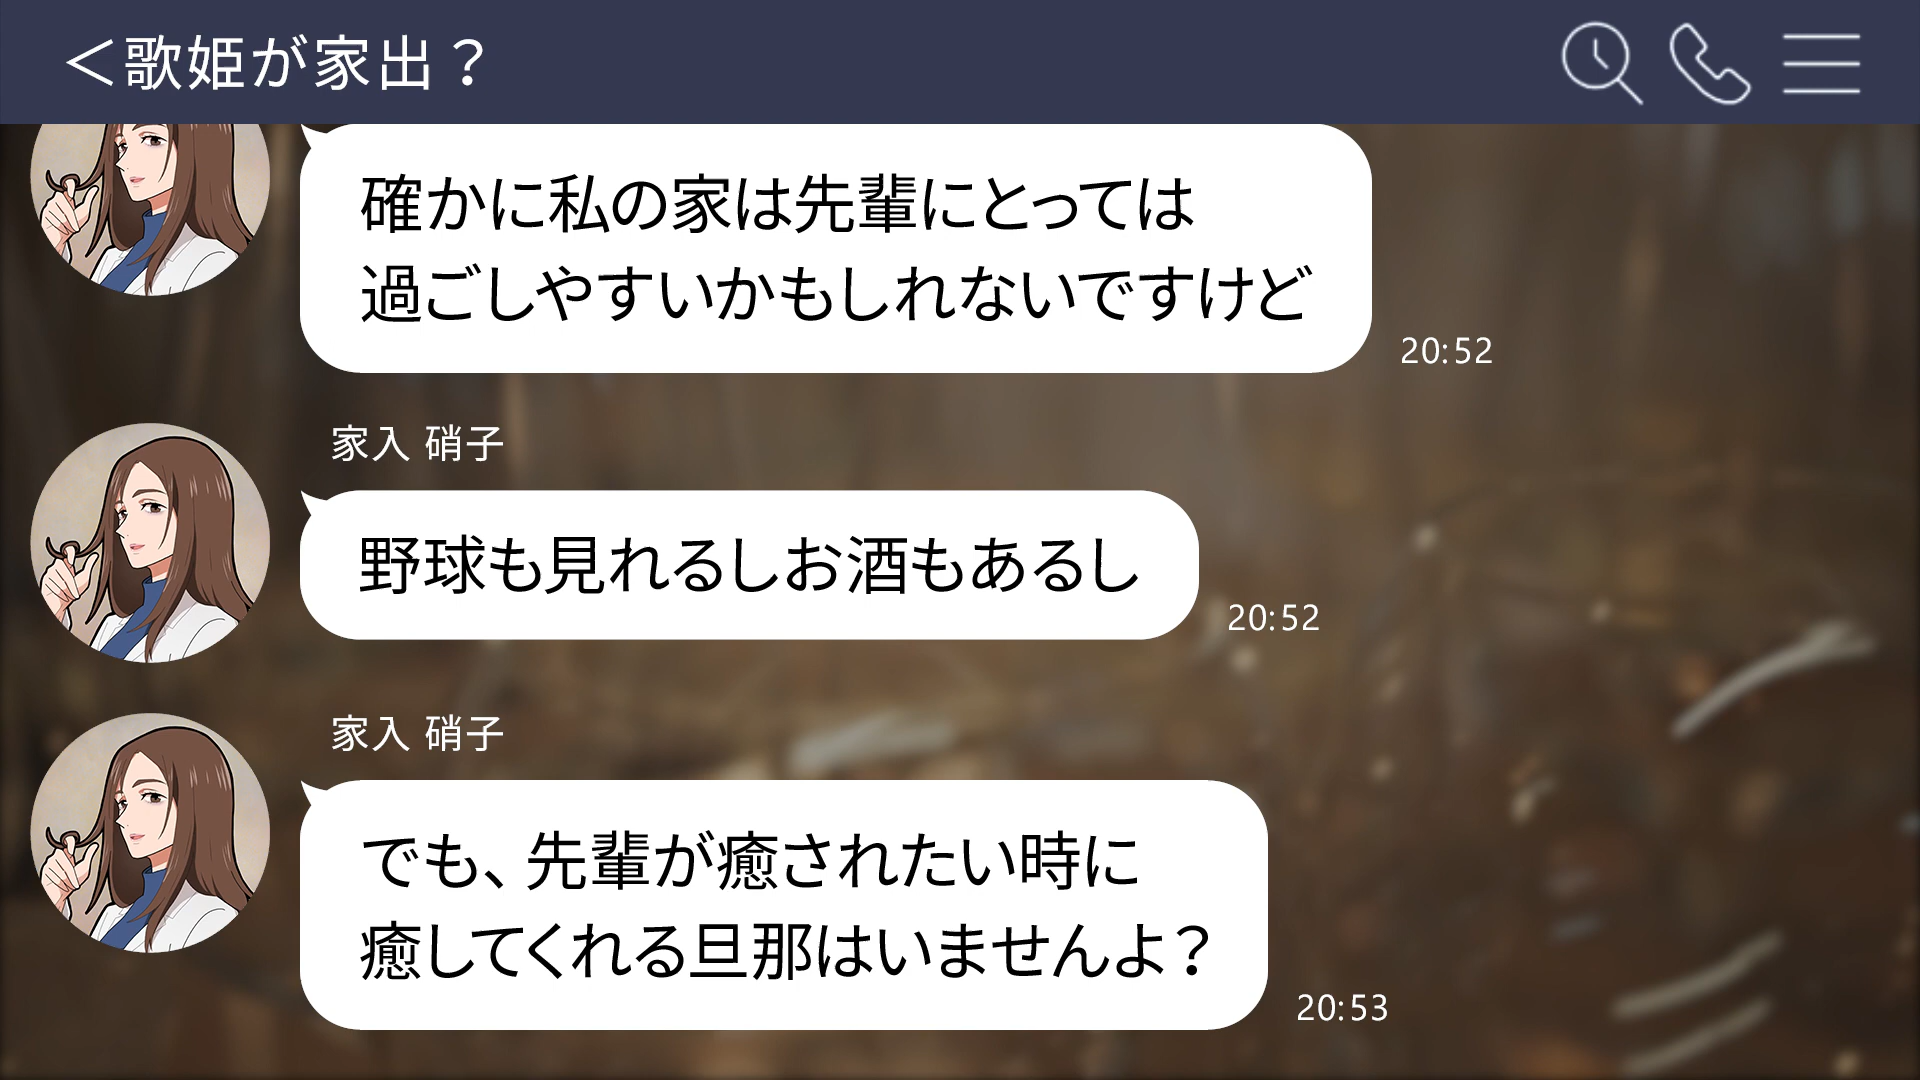 ＜歌姫が家出？
確かに私の家は先輩にとっては
過ごしやすいかもしれないですけど
20:52
家入 硝子
野球も見れるしお酒もあるし
20:52
家入 硝子
でも、先輩が癒されたい時に
癒してくれる旦那はいませんよ？
20:53